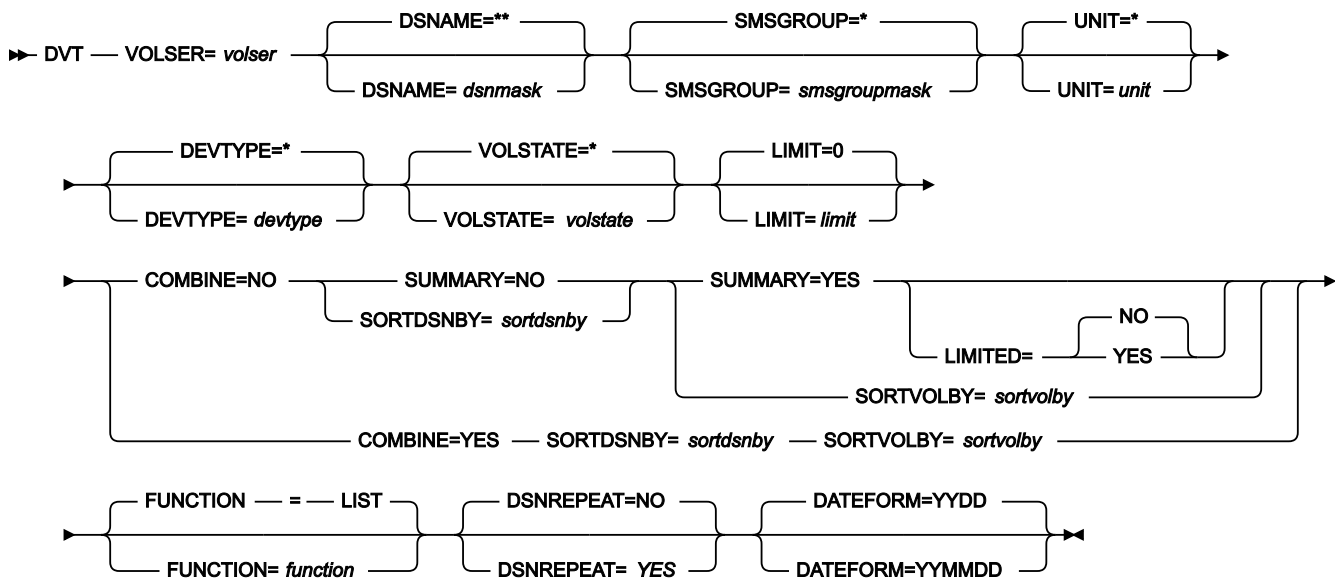 DSNAME=** SMSGROUP=* UNIT=*
DVT VOLSER= volser
DSNAME= dsnmask SMSGROUP= smsgroupmask UNIT= unit
DEVTYPE=* VOLSTATE=* LIMIT=0
DEVTYPE= devtype VOLSTATE= volstate LIMIT= limit
COMBINE=NO SUMMARY=NO SUMMARY=YES
NO
SORTDSNBY= sortdsnby
LIMITED= YES
SORTVOLBY= sortvolby
COMBINE=YES SORTDSNBY= sortdsnby SORTVOLBY= sortvolby
FUNCTION = LIST DSNREPEAT=NO DATEFORM=YYDD
FUNCTION= function DSNREPEAT= YES DATEFORM=YYMMDD